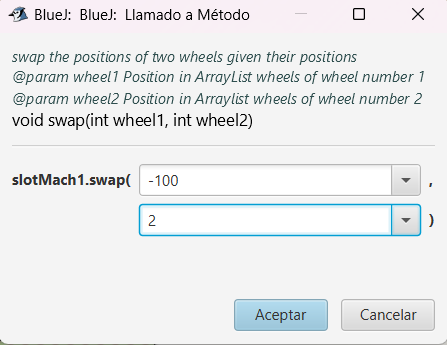 BlueJ: BlueJ: Llamado a Método
swap the positions of two wheels given their positions
@param wheel1 Position in ArrayList wheels of wheel number 1
@param wheel2 Position in Arraylist wheels of wheel number 2
void swap(int wheel1, int wheel2)
slotMach1.swap( -100 ,
2 )
Aceptar Cancelar